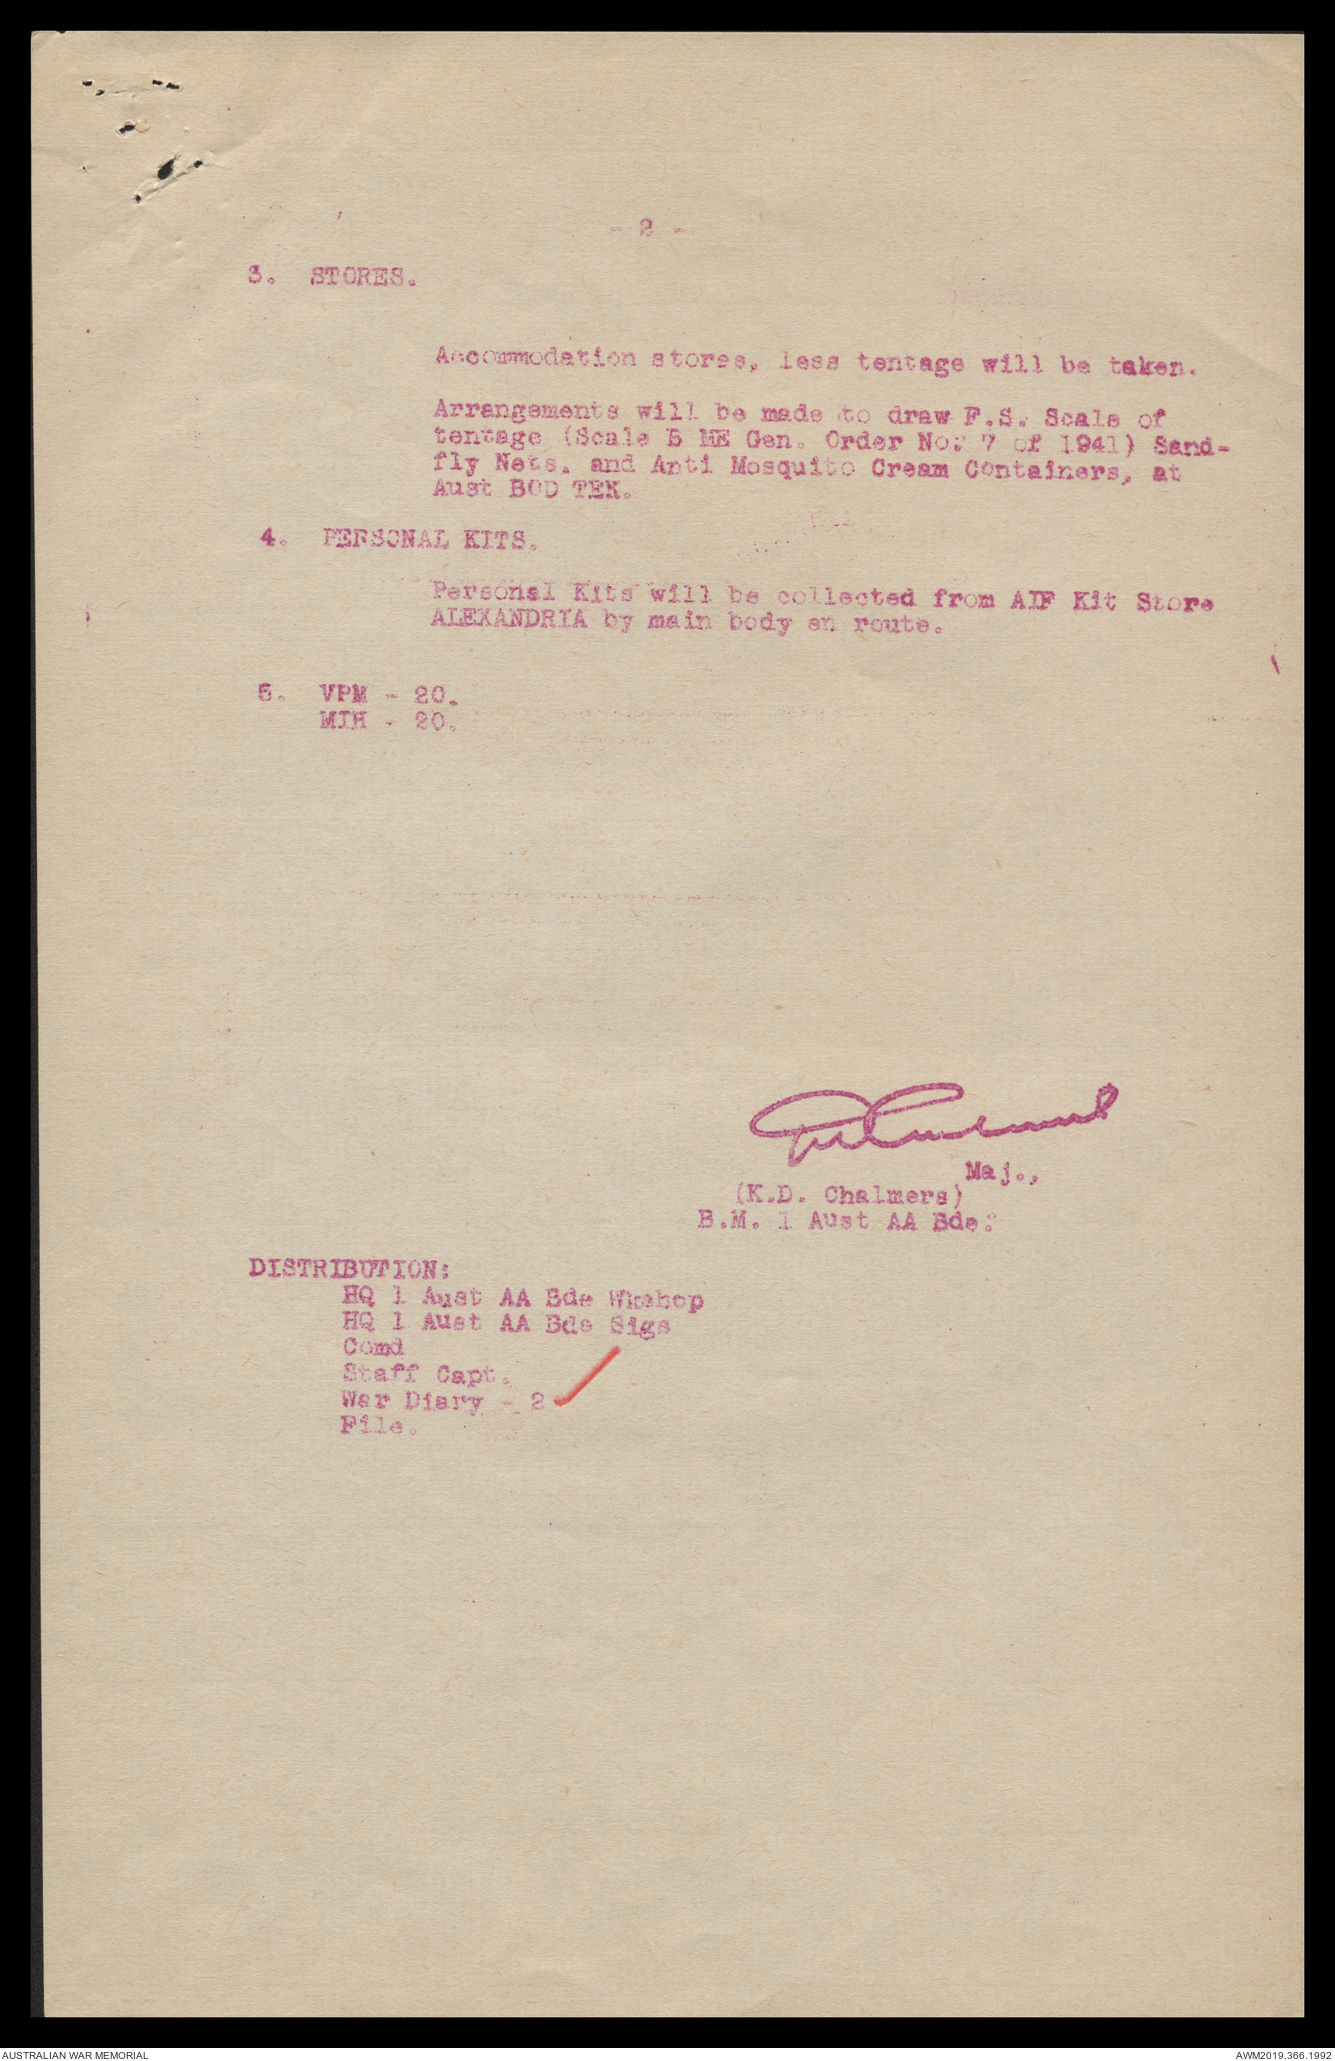 - 2 -
3. STORES.
Accommodation stores, less tentage will be taken.
Arrangements will be made to draw F.S. Scale of
tentage (Scale B ME Gen. Order No. 7 of 1941) Sand-
fly Nets, and Anti Mosquito Cream Containers, at
Aust BOD TEK.
4. PERSONAL KITS.
Personal Kits will be collected from AIF Kit Store
ALEXANDRIA by main body en route.
5. VPM - 20.
MIH - 20.
Maj.,
(K.D. Chalmers)
B.M. 1 Aust AA Bde.
DISTRIBUTION:
HQ 1 Aust AA Bde Wkshop
HQ 1 Aust AA Bde Sigs
Comd
Staff Capt.
War Diary - 2
File.
AUSTRALIAN WAR MEMORIAL
AWM2019.366.1992